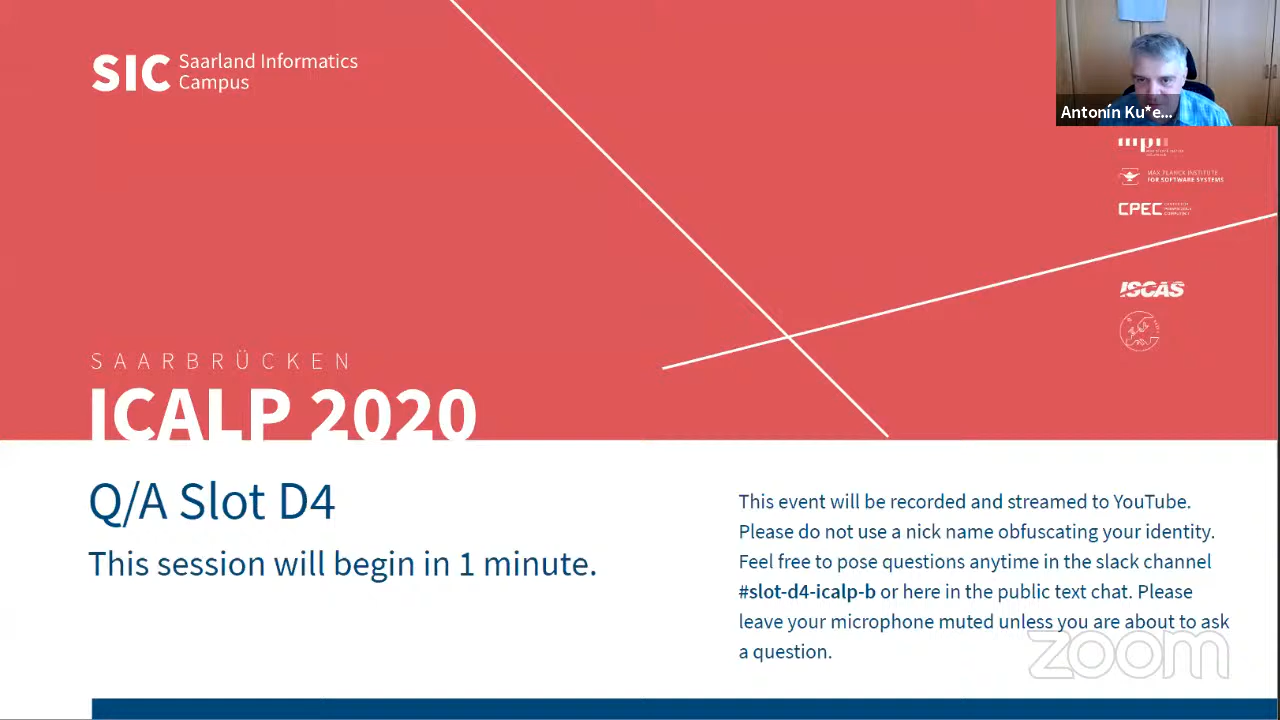 SIC Saarland Informatics
Campus
Antonín Ku*e...
MAX PLANCK INSTITUTE
FOR SOFTWARE SYSTEMS
CPEC
ISCAS
SAARBRÜCKEN
ICALP 2020
Q/A Slot D4
This session will begin in 1 minute.
This event will be recorded and streamed to YouTube.
Please do not use a nick name obfuscating your identity.
Feel free to pose questions anytime in the slack channel
#slot-d4-icalp-b or here in the public text chat. Please
leave your microphone muted unless you are about to ask
a question.
zoom